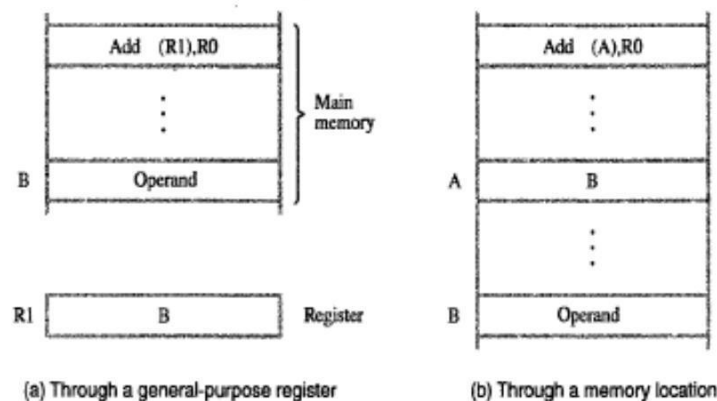 Add (R1),R0
Main
memory
B Operand
R1 B Register
(a) Through a general-purpose register
Add (A),R0
A B
B Operand
(b) Through a memory location